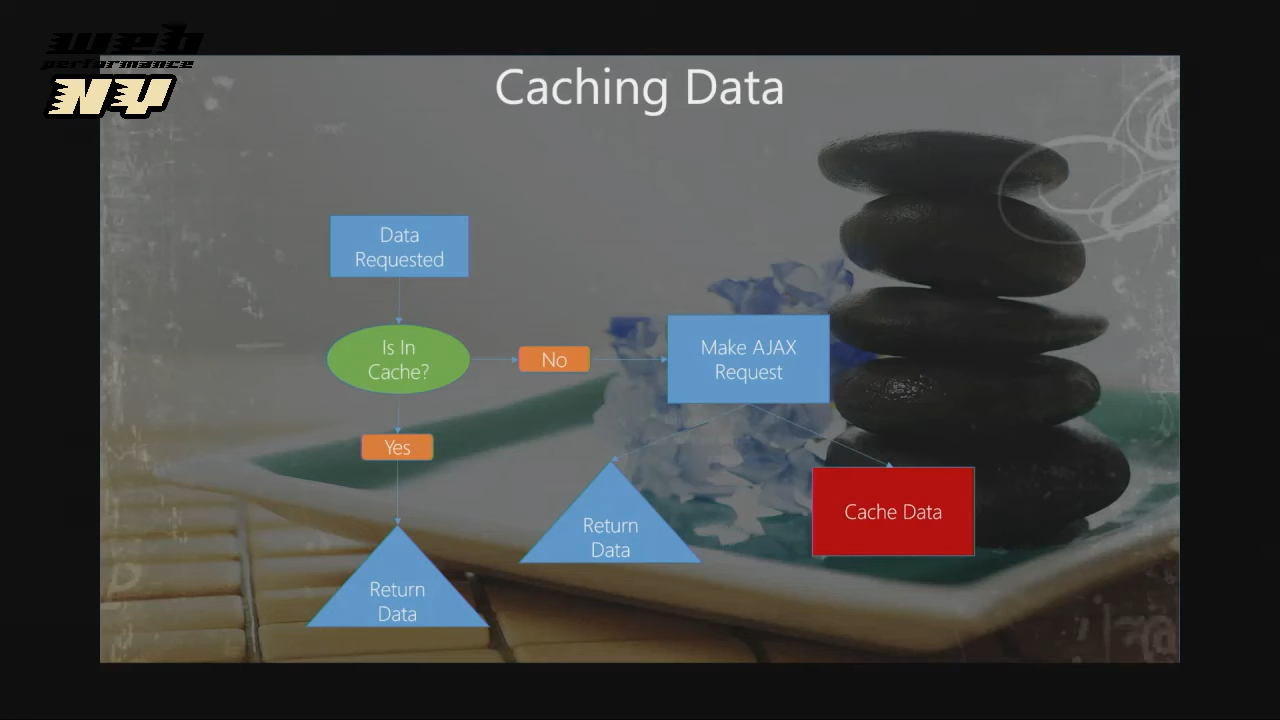 web
performance
NY
Caching Data
Data
Requested
Is In
Cache?
No
Make AJAX
Request
Yes
Return
Data
Cache Data
Return
Data